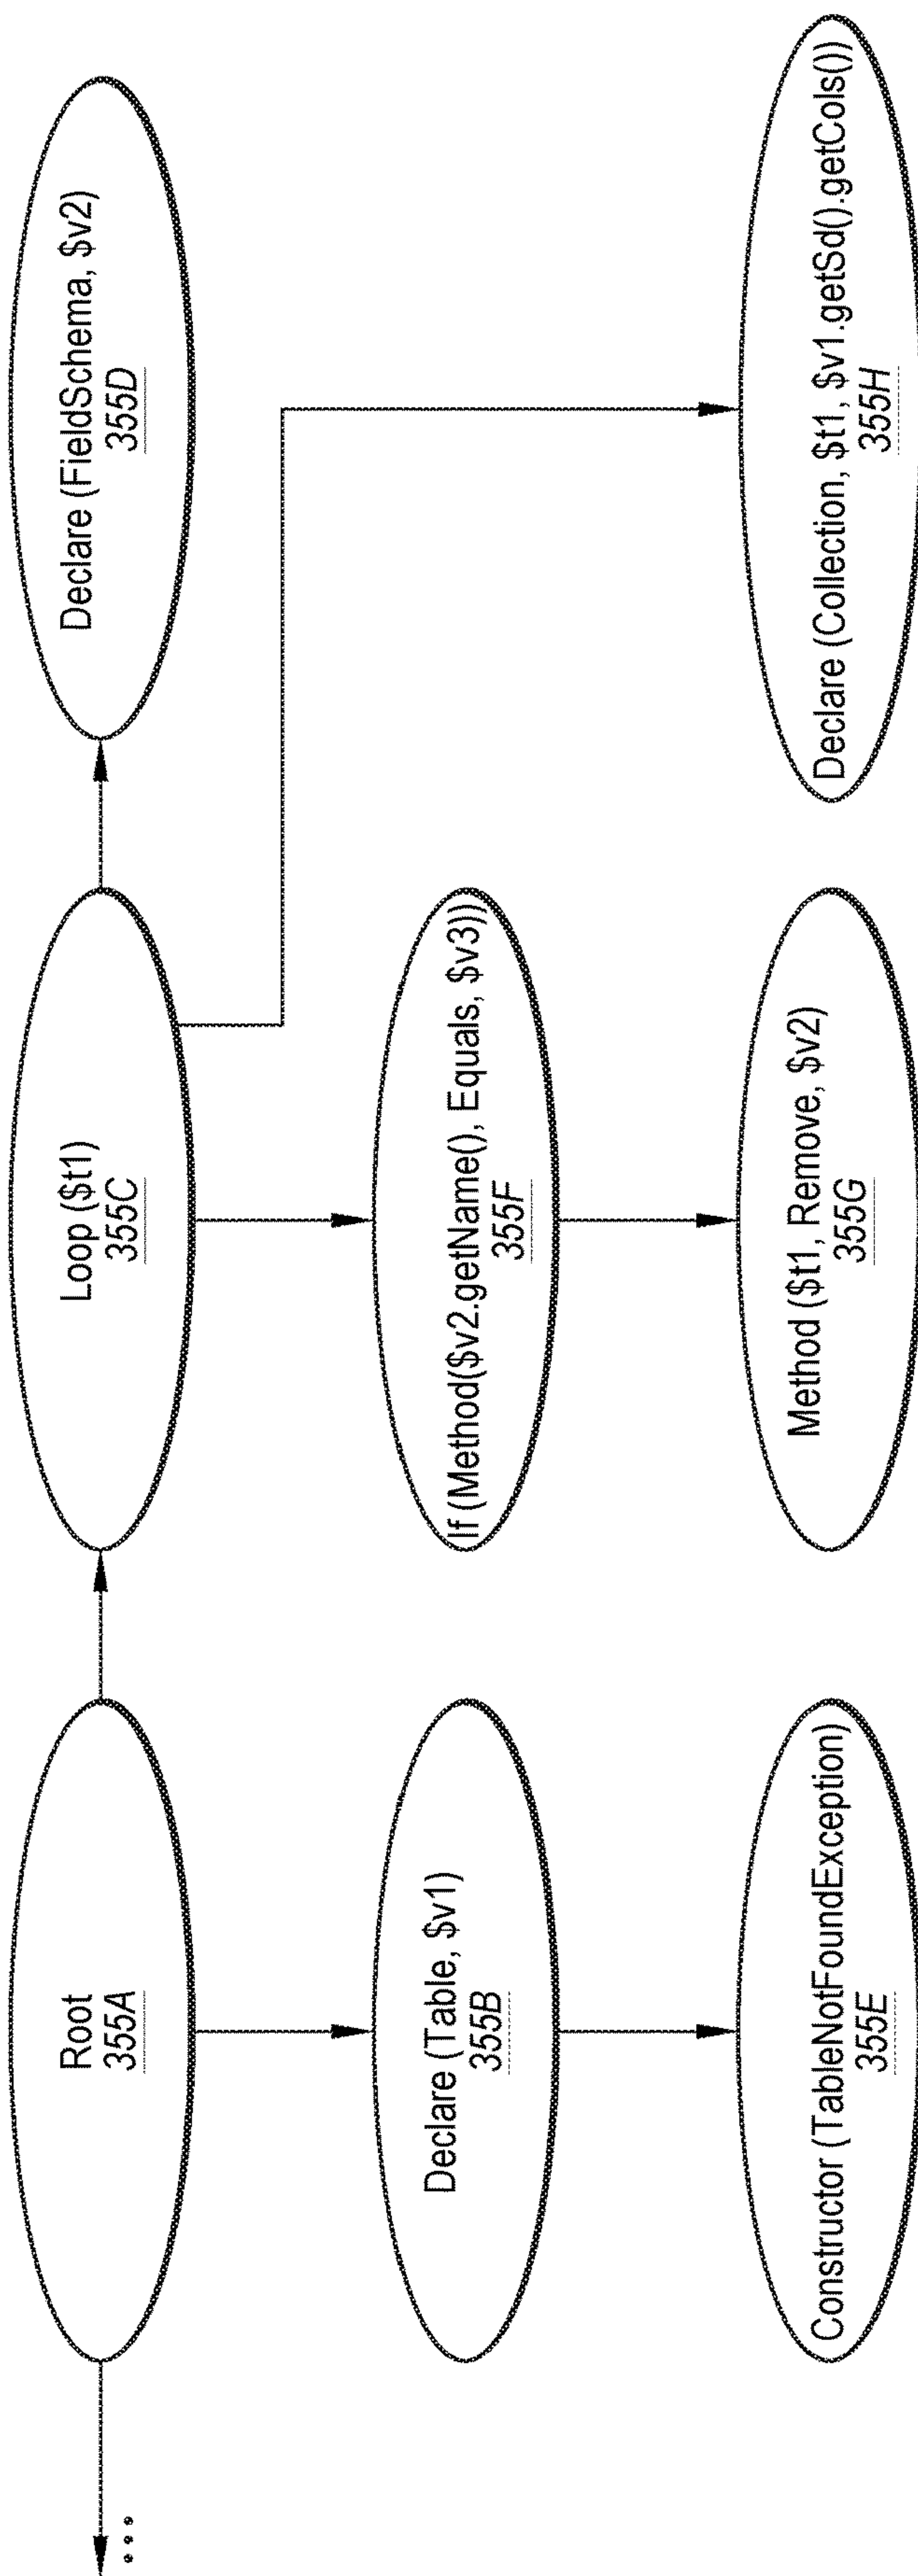 ...
Root
355A
Loop ($t1)
355C
Declare (FieldSchema, $v2)
355D
Declare (Table, $v1)
355B
If (Method($v2.getName(), Equals, $v3))
355F
Constructor (TableNotFoundException)
355E
Method ($t1, Remove, $v2)
355G
Declare (Collection, $t1, $v1.getSd().getCols())
355H